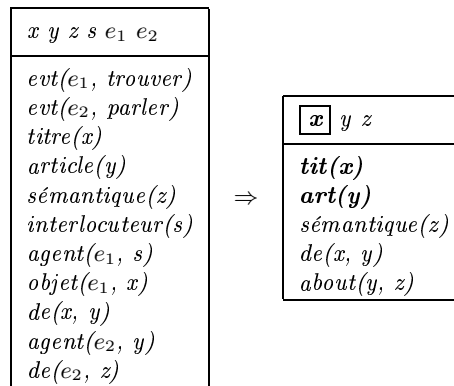 x y z s e₁ e₂
evt(e₁, trouver)
evt(e₂, parler)
titre(x)
article(y)
sémantique(z)
interlocuteur(s)
agent(e₁, s)
objet(e₁, x)
de(x, y)
agent(e₂, y)
de(e₂, z)
⇒
x y z
tit(x)
art(y)
sémantique(z)
de(x, y)
about(y, z)